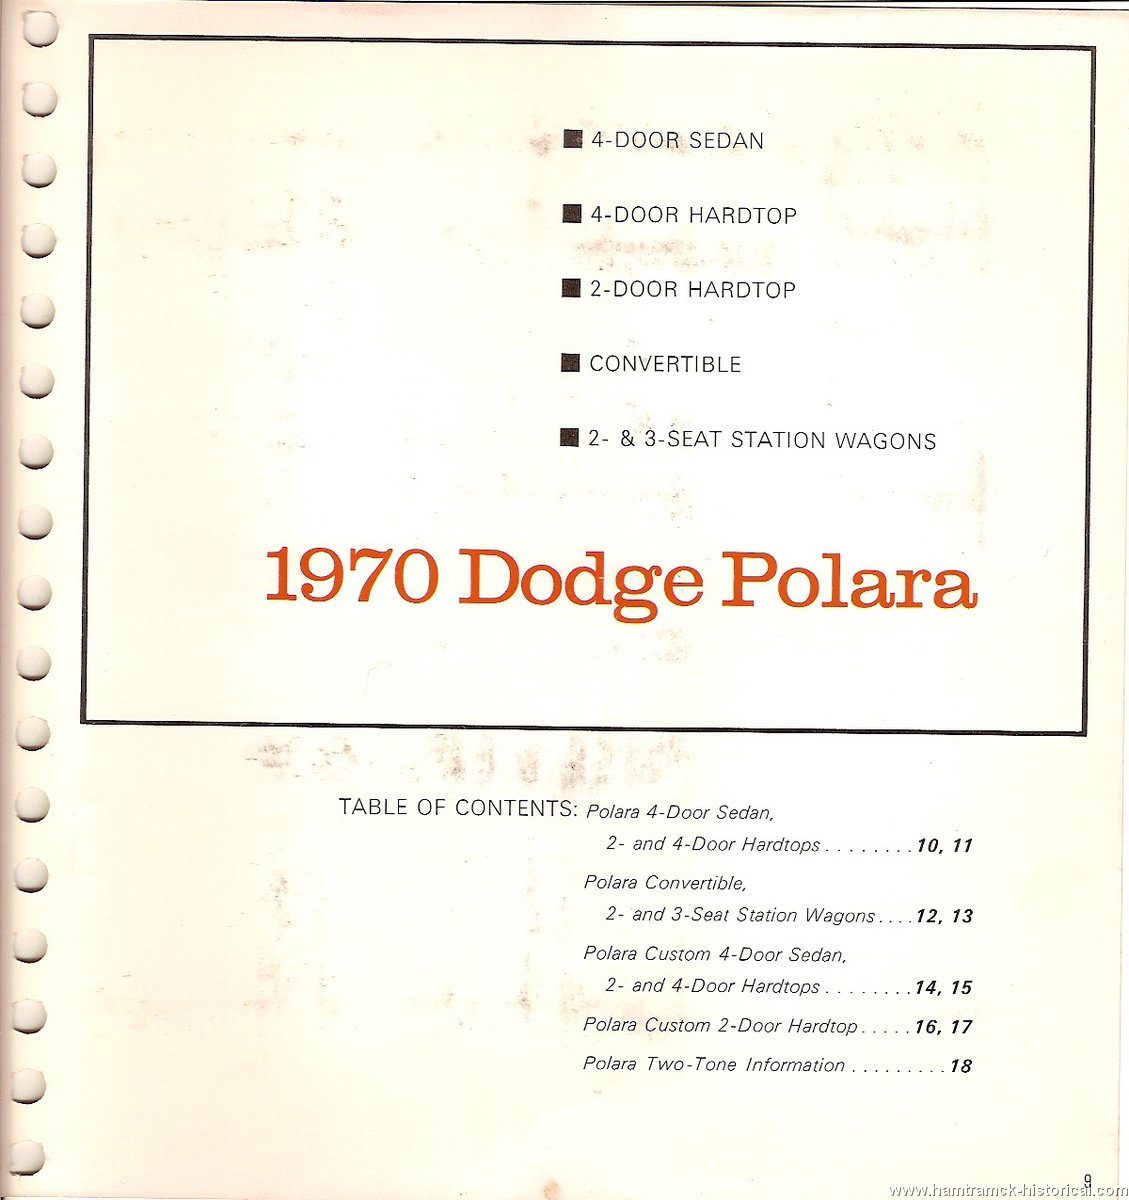 ■ 4-DOOR SEDAN
■ 4-DOOR HARDTOP
■ 2-DOOR HARDTOP
■ CONVERTIBLE
■ 2- & 3-SEAT STATION WAGONS
1970 Dodge Polara
TABLE OF CONTENTS: Polara 4-Door Sedan,
2- and 4-Door Hardtops . . . . . . . . 10, 11
Polara Convertible,
2- and 3-Seat Station Wagons . . . . 12, 13
Polara Custom 4-Door Sedan,
2- and 4-Door Hardtops . . . . . . . . 14, 15
Polara Custom 2-Door Hardtop . . . . . 16, 17
Polara Two-Tone Information . . . . . . . . . 18
9
www.hamtramck-historical.com